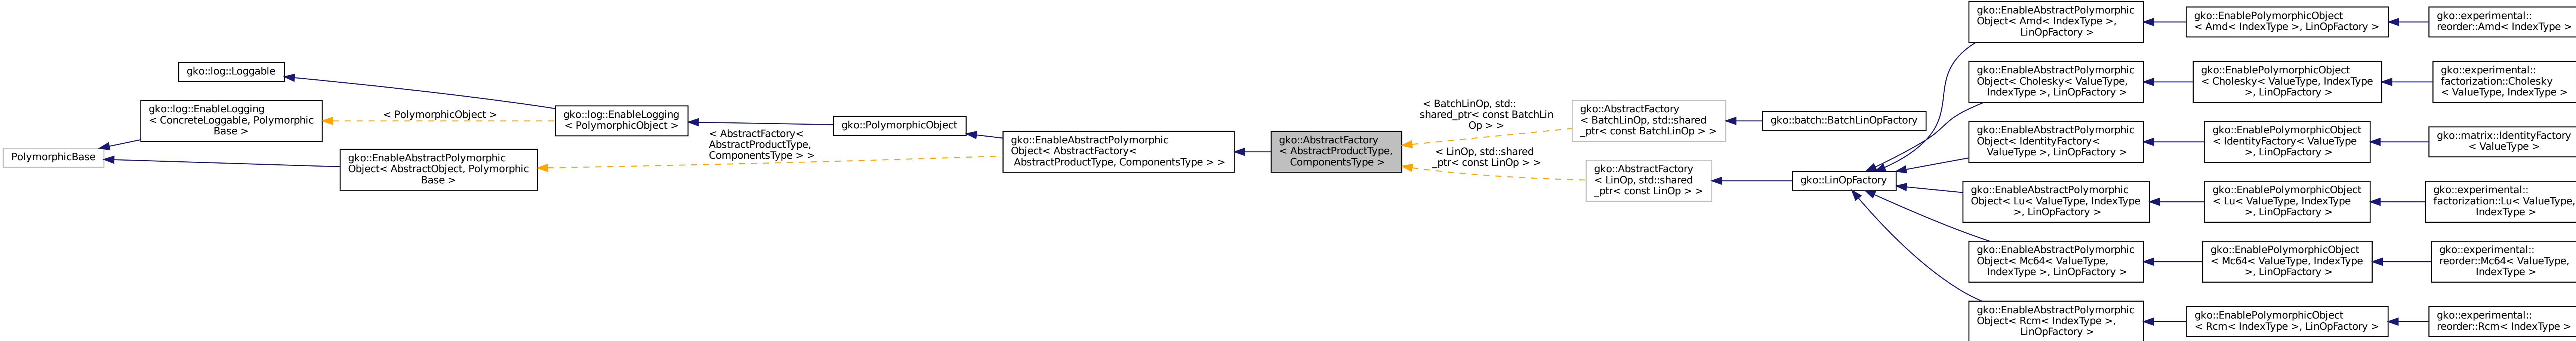 PolymorphicBase
gko::log::Loggable
gko::log::EnableLogging
< ConcreteLoggable, Polymorphic
Base >
gko::EnableAbstractPolymorphic
Object< AbstractObject, Polymorphic
Base >
< PolymorphicObject >
gko::log::EnableLogging
< PolymorphicObject >
< AbstractFactory<
AbstractProductType,
ComponentsType > >
gko::PolymorphicObject
gko::EnableAbstractPolymorphic
Object< AbstractFactory<
AbstractProductType, ComponentsType > >
gko::AbstractFactory
< AbstractProductType,
ComponentsType >
< BatchLinOp, std::
shared_ptr< const BatchLin
Op > >
< LinOp, std::shared
_ptr< const LinOp > >
gko::AbstractFactory
< BatchLinOp, std::shared
_ptr< const BatchLinOp > >
gko::AbstractFactory
< LinOp, std::shared
_ptr< const LinOp > >
gko::batch::BatchLinOpFactory
gko::LinOpFactory
gko::EnableAbstractPolymorphic
Object< Amd< IndexType >,
LinOpFactory >
gko::EnablePolymorphicObject
< Amd< IndexType >, LinOpFactory >
gko::experimental::
reorder::Amd< IndexType >
gko::EnableAbstractPolymorphic
Object< Cholesky< ValueType,
IndexType >, LinOpFactory >
gko::EnablePolymorphicObject
< Cholesky< ValueType, IndexType
>, LinOpFactory >
gko::experimental::
factorization::Cholesky
< ValueType, IndexType >
gko::EnableAbstractPolymorphic
Object< IdentityFactory<
ValueType >, LinOpFactory >
gko::EnablePolymorphicObject
< IdentityFactory< ValueType
>, LinOpFactory >
gko::matrix::IdentityFactory
< ValueType >
gko::EnableAbstractPolymorphic
Object< Lu< ValueType, IndexType
>, LinOpFactory >
gko::EnablePolymorphicObject
< Lu< ValueType, IndexType
>, LinOpFactory >
gko::experimental::
factorization::Lu< ValueType,
IndexType >
gko::EnableAbstractPolymorphic
Object< Mc64< ValueType,
IndexType >, LinOpFactory >
gko::EnablePolymorphicObject
< Mc64< ValueType, IndexType
>, LinOpFactory >
gko::experimental::
reorder::Mc64< ValueType,
IndexType >
gko::EnableAbstractPolymorphic
Object< Rcm< IndexType >,
LinOpFactory >
gko::EnablePolymorphicObject
< Rcm< IndexType >, LinOpFactory >
gko::experimental::
reorder::Rcm< IndexType >